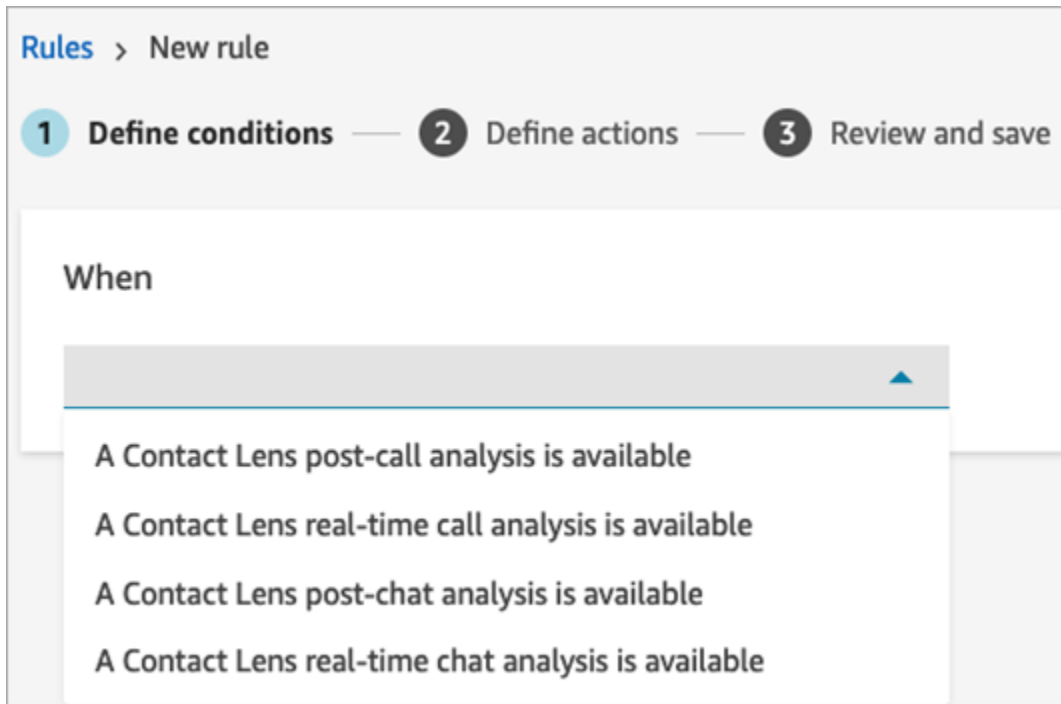 Rules > New rule
1 Define conditions — 2 Define actions — 3 Review and save
When
A Contact Lens post-call analysis is available
A Contact Lens real-time call analysis is available
A Contact Lens post-chat analysis is available
A Contact Lens real-time chat analysis is available